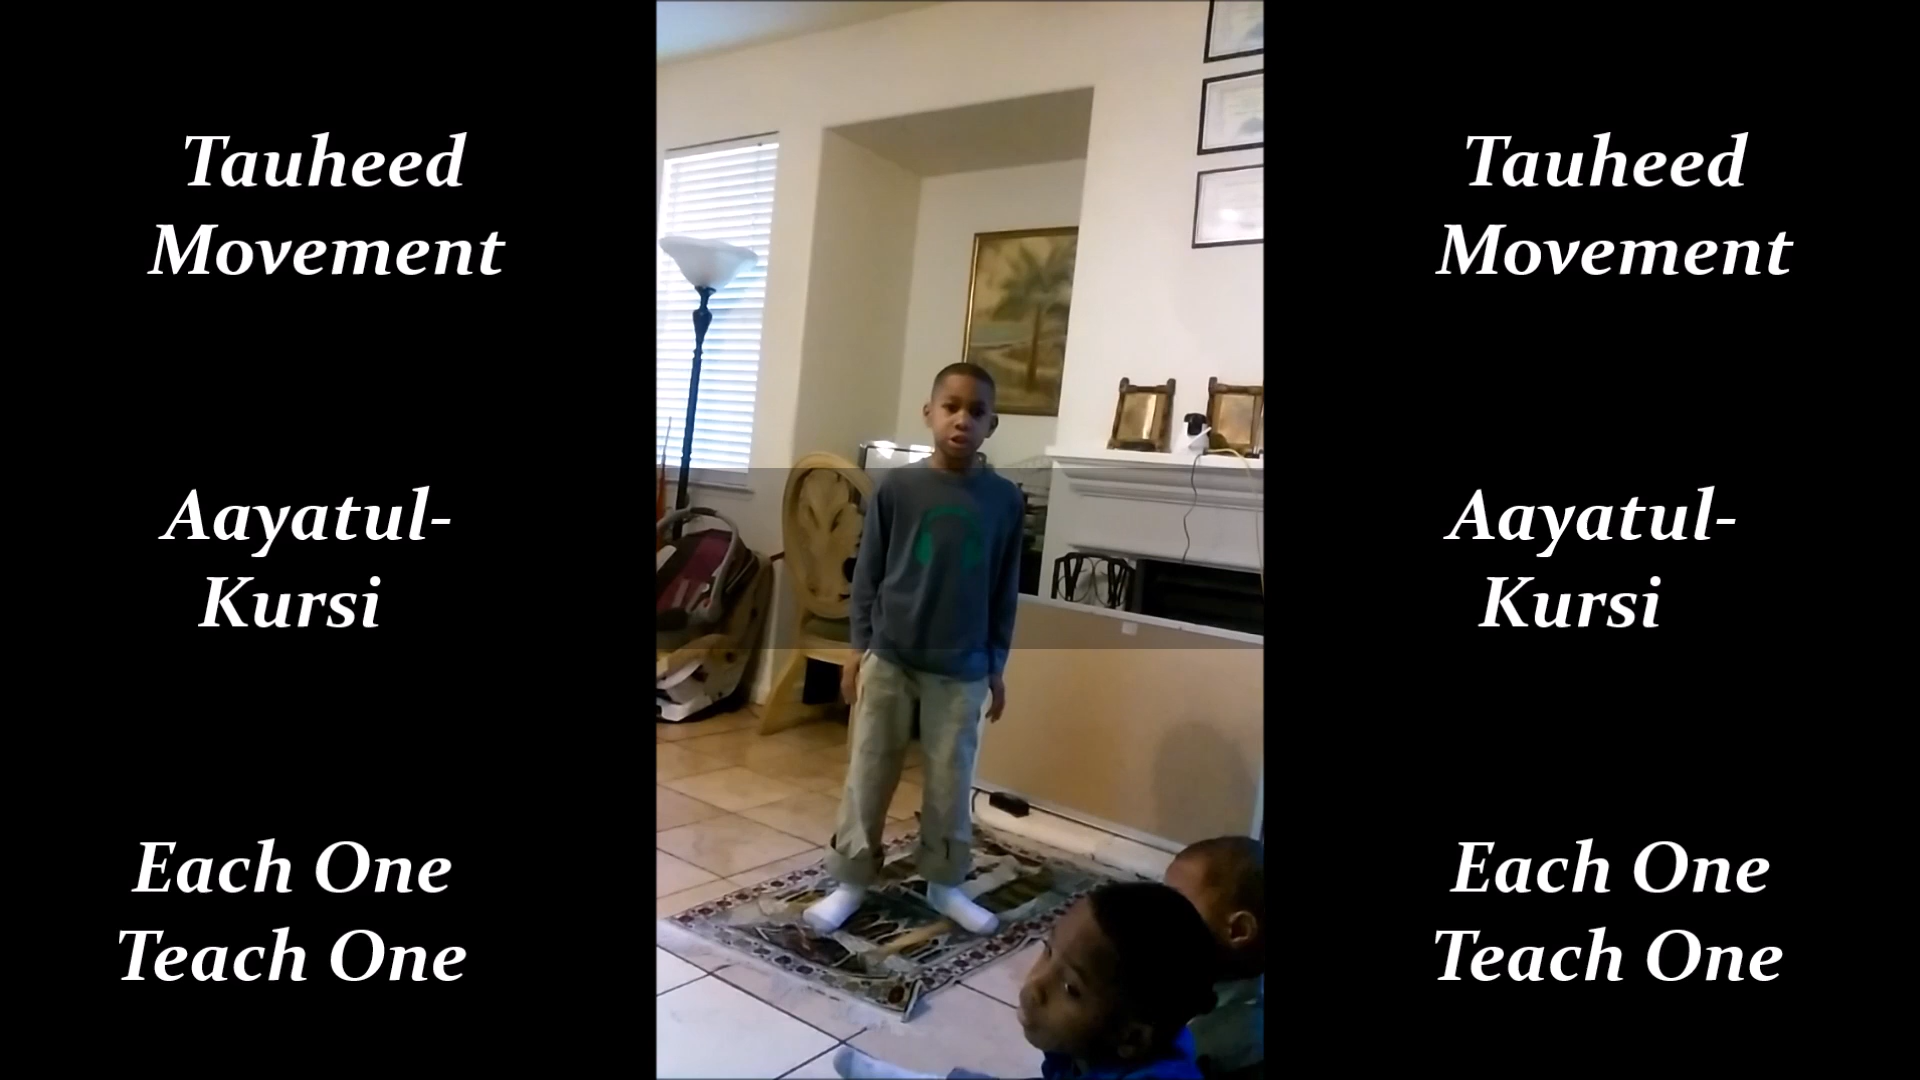 Tauheed
Movement
Aayatul-
Kursi
Each One
Teach One
Tauheed
Movement
Aayatul-
Kursi
Each One
Teach One